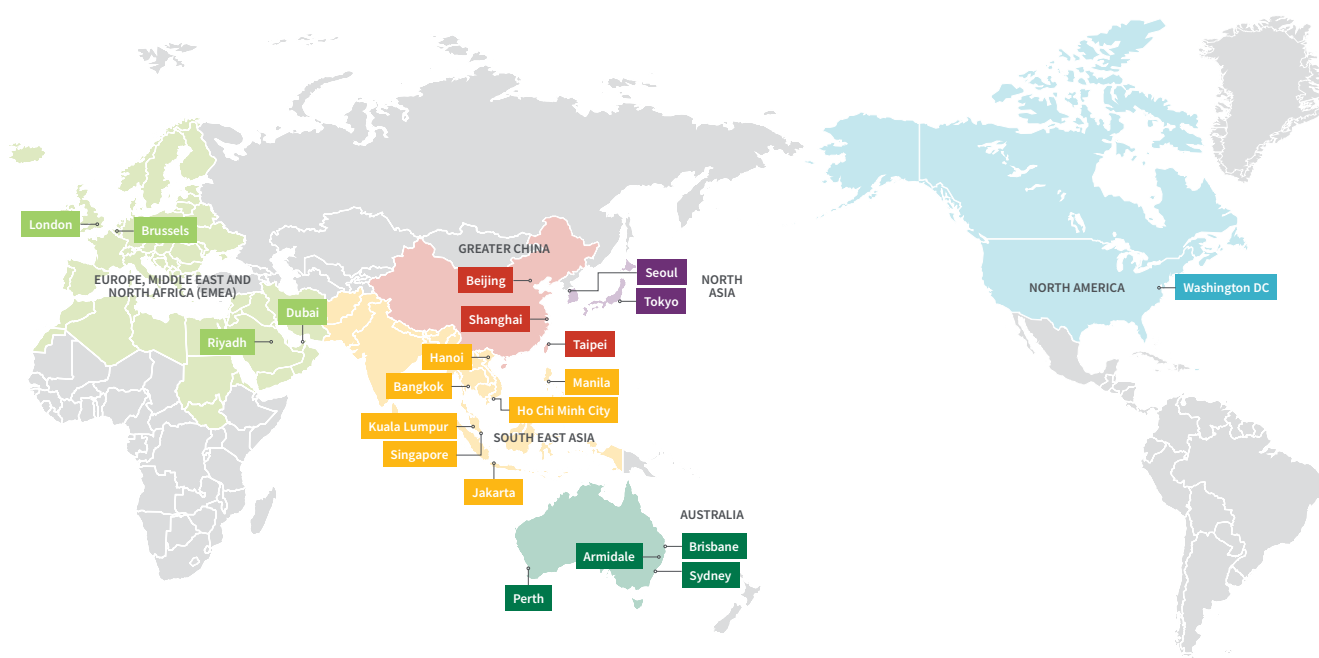 London
Brussels
EUROPE, MIDDLE EAST AND
NORTH AFRICA (EMEA)
Dubai
Riyadh
GREATER CHINA
Beijing
Shanghai
Taipei
Seoul
Tokyo
NORTH
ASIA
Hanoi
Bangkok
Manila
Ho Chi Minh City
Kuala Lumpur
SOUTH EAST ASIA
Singapore
Jakarta
AUSTRALIA
Brisbane
Armidale
Sydney
Perth
NORTH AMERICA
Washington DC